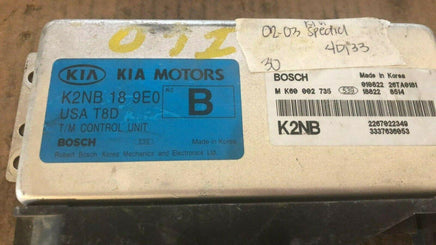 02-03 Spectra
4D133
30
KIA KIA MOTORS
K2NB 18 9E0
B
USA T8D
T/M CONTROL UNIT
BOSCH Made in Korea
Robert Bosch Korea Mechanics and Electronics Ltd.
BOSCH Made in Korea
M K60 002 735
K2NB
2267022349
3337636953